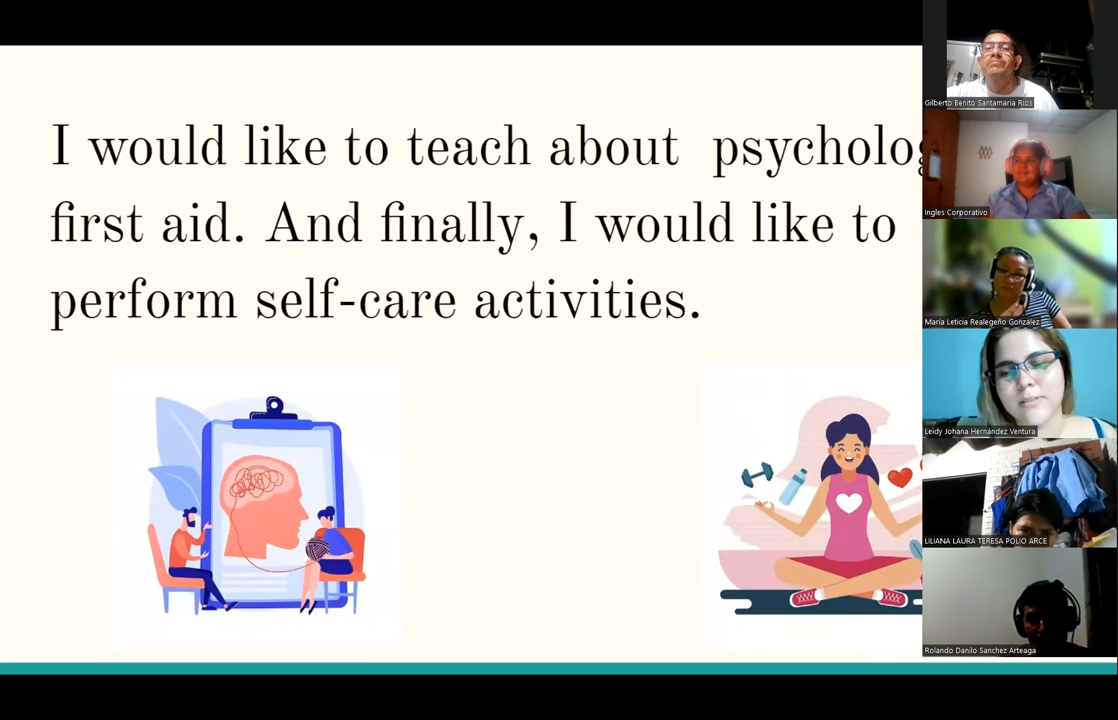 I would like to teach about psycholog
first aid. And finally, I would like to
perform self-care activities.
Gilberto Benito Santamaria Rios
Ingles Corporativo
María Leticia Realegeño González
Leidy Johana Hernández Ventura
LILIANA LAURA TERESA POLIO ARCE
Rolando Danilo Sanchez Arteaga